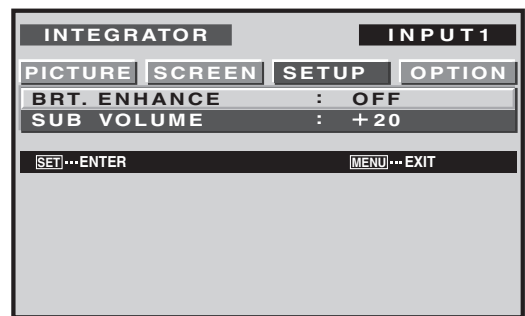 INTEGRATOR INPUT1
PICTURE SCREEN SETUP OPTION
BRT. ENHANCE : OFF
SUB VOLUME : +20
SET ··· ENTER MENU ··· EXIT